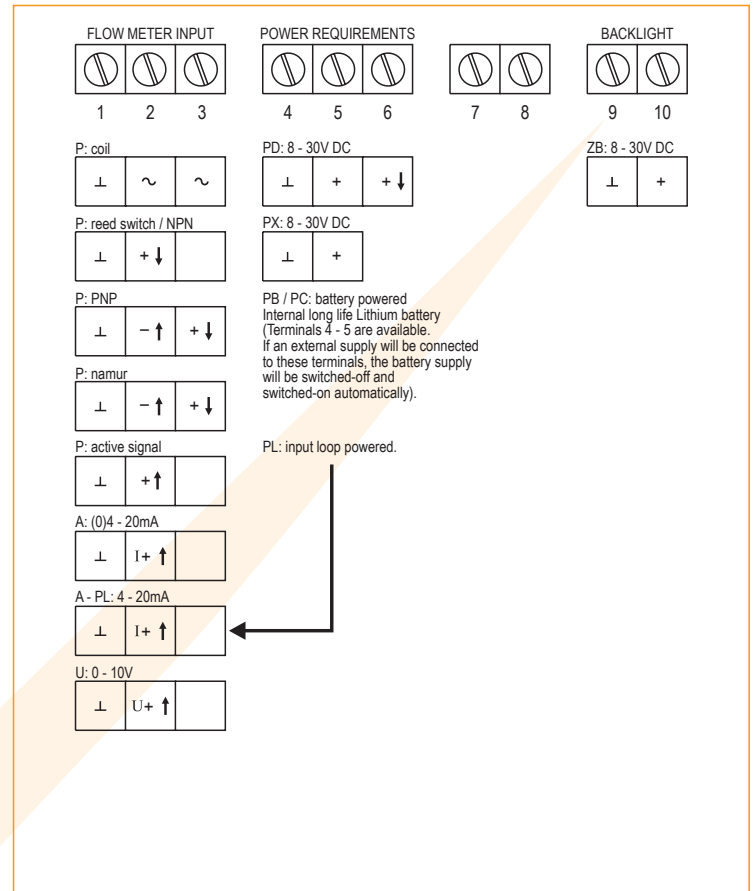 FLOW METER INPUT
POWER REQUIREMENTS
BACKLIGHT
1 2 3 4 5 6 7 8 9 10
P: coil
⊥ ~ ~
P: reed switch / NPN
⊥ +↓
P: PNP
⊥ −↑ +↓
P: namur
⊥ −↑ +↓
P: active signal
⊥ +↑
A: (0)4 - 20mA
⊥ I+ ↑
A - PL: 4 - 20mA
⊥ I+ ↑
U: 0 - 10V
⊥ U+ ↑
PD: 8 - 30V DC
⊥ + +↓
PX: 8 - 30V DC
⊥ +
PB / PC: battery powered
Internal long life Lithium battery
(Terminals 4 - 5 are available.
If an external supply will be connected
to these terminals, the battery supply
will be switched-off and
switched-on automatically).
PL: input loop powered.
ZB: 8 - 30V DC
⊥ +